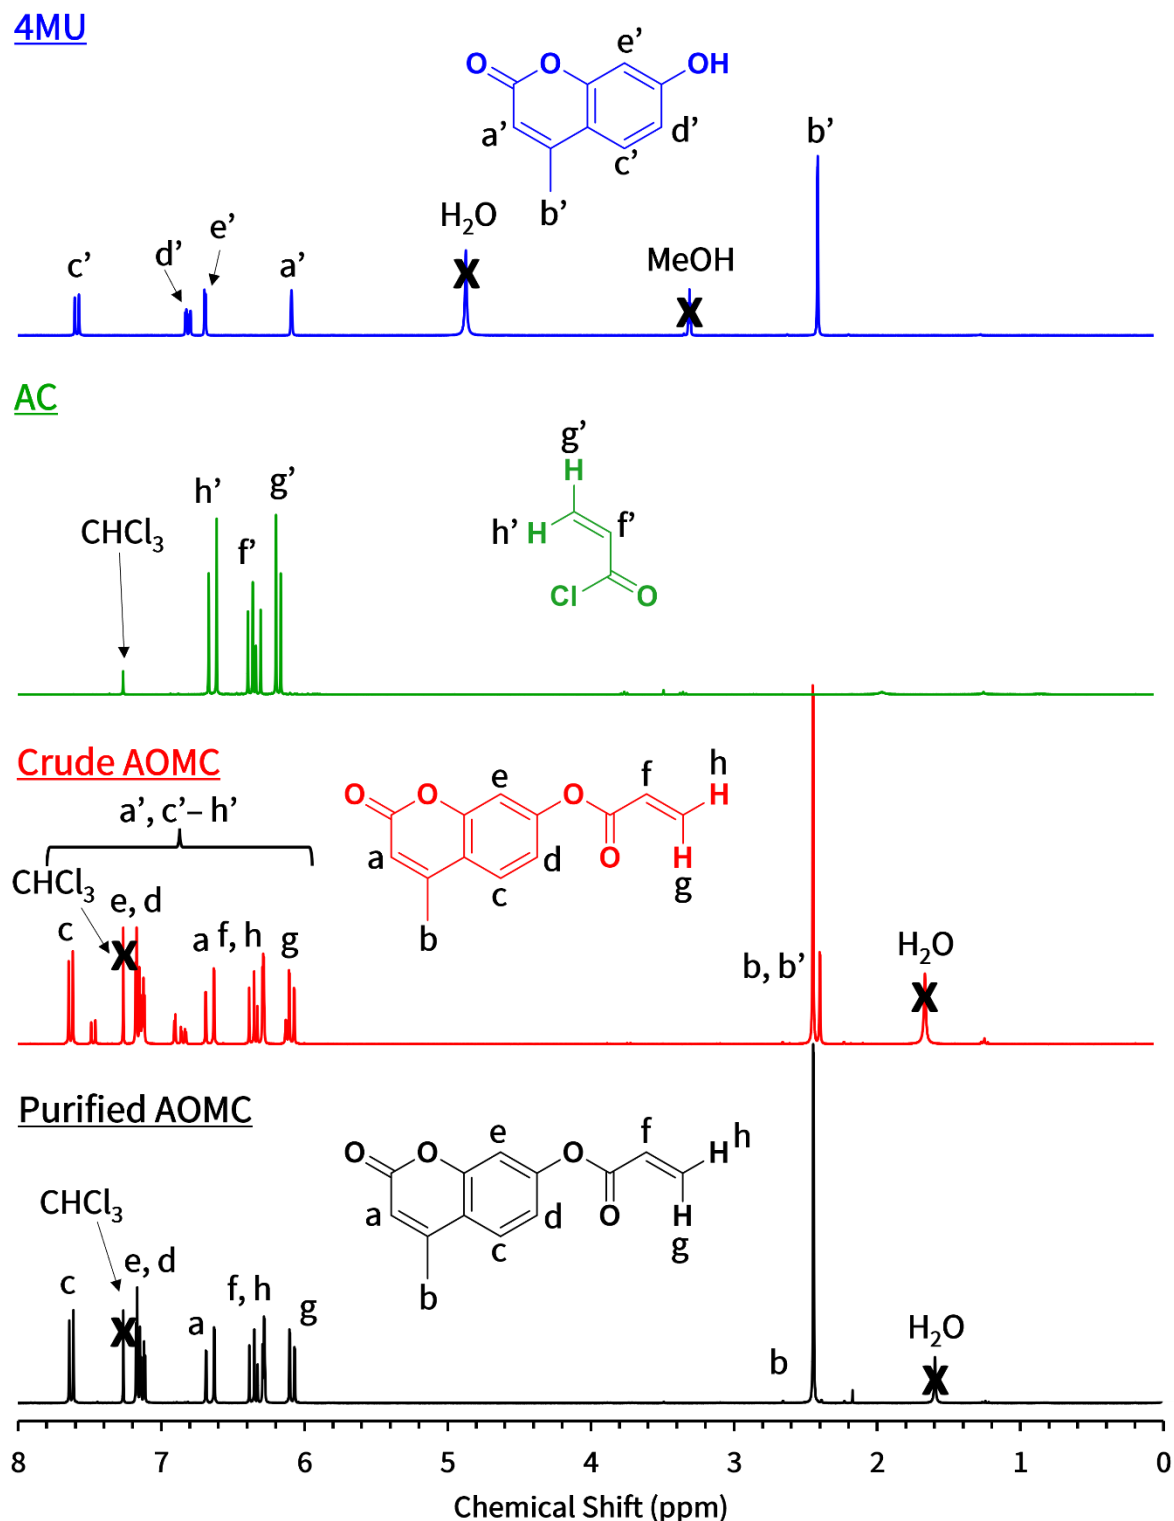 4MU
e’
O O OH
a’ d’
c’
b’
b’
H₂O
MeOH
c’ d’ e’ a’
X X
AC
g’
H
h’ H f’
Cl O
CHCl₃
h’ f’ g’
Crude AOMC
a’, c’– h’
CHCl₃
e f h
O O O H
a d O H
c g
b
c e, d a f, h g
X
b, b’
H₂O
X
Purified AOMC
e f h
O O O H
a d O H
c g
b
CHCl₃
c e, d a f, h g
X
b
H₂O
X
8 7 6 5 4 3 2 1 0
Chemical Shift (ppm)